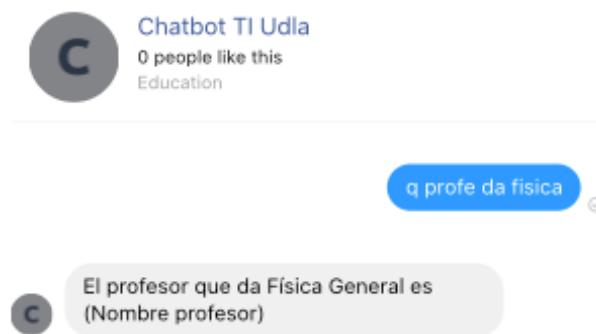 C
Chatbot TI Udla
0 people like this
Education
q profe da fisica
El profesor que da Física General es
(Nombre profesor)
C